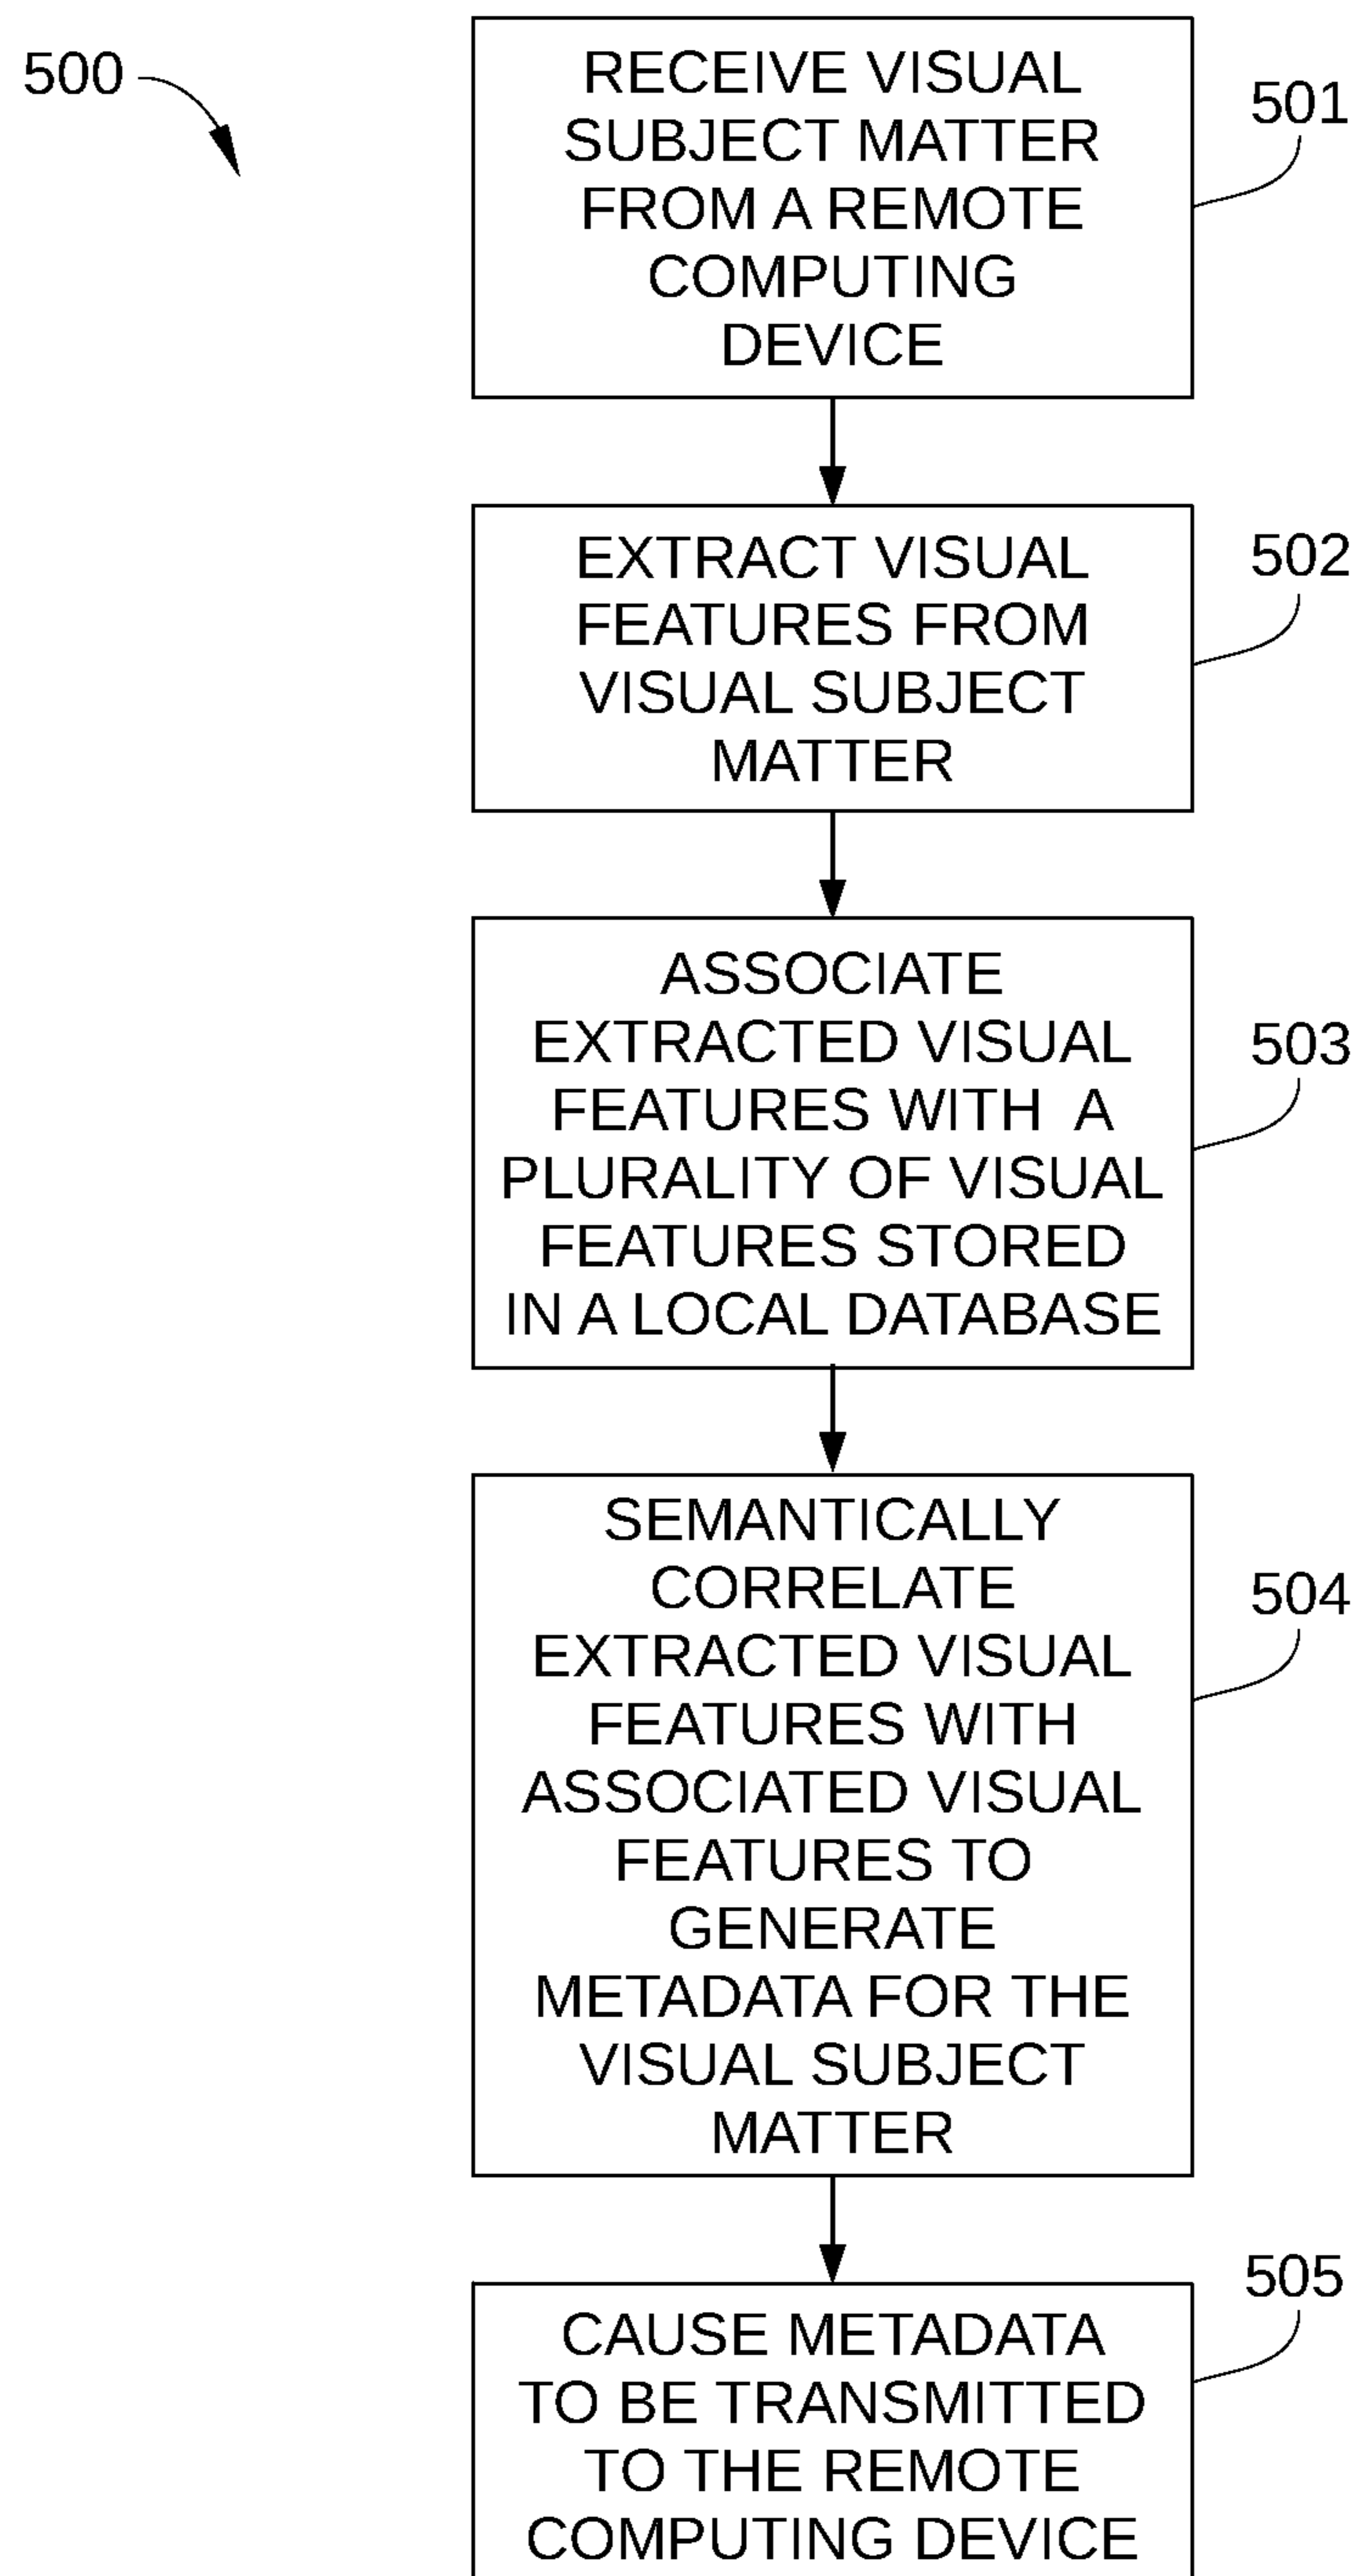 500
RECEIVE VISUAL
SUBJECT MATTER
FROM A REMOTE
COMPUTING
DEVICE
501
EXTRACT VISUAL
FEATURES FROM
VISUAL SUBJECT
MATTER
502
ASSOCIATE
EXTRACTED VISUAL
FEATURES WITH A
PLURALITY OF VISUAL
FEATURES STORED
IN A LOCAL DATABASE
503
SEMANTICALLY
CORRELATE
EXTRACTED VISUAL
FEATURES WITH
ASSOCIATED VISUAL
FEATURES TO
GENERATE
METADATA FOR THE
VISUAL SUBJECT
MATTER
504
CAUSE METADATA
TO BE TRANSMITTED
TO THE REMOTE
COMPUTING DEVICE
505